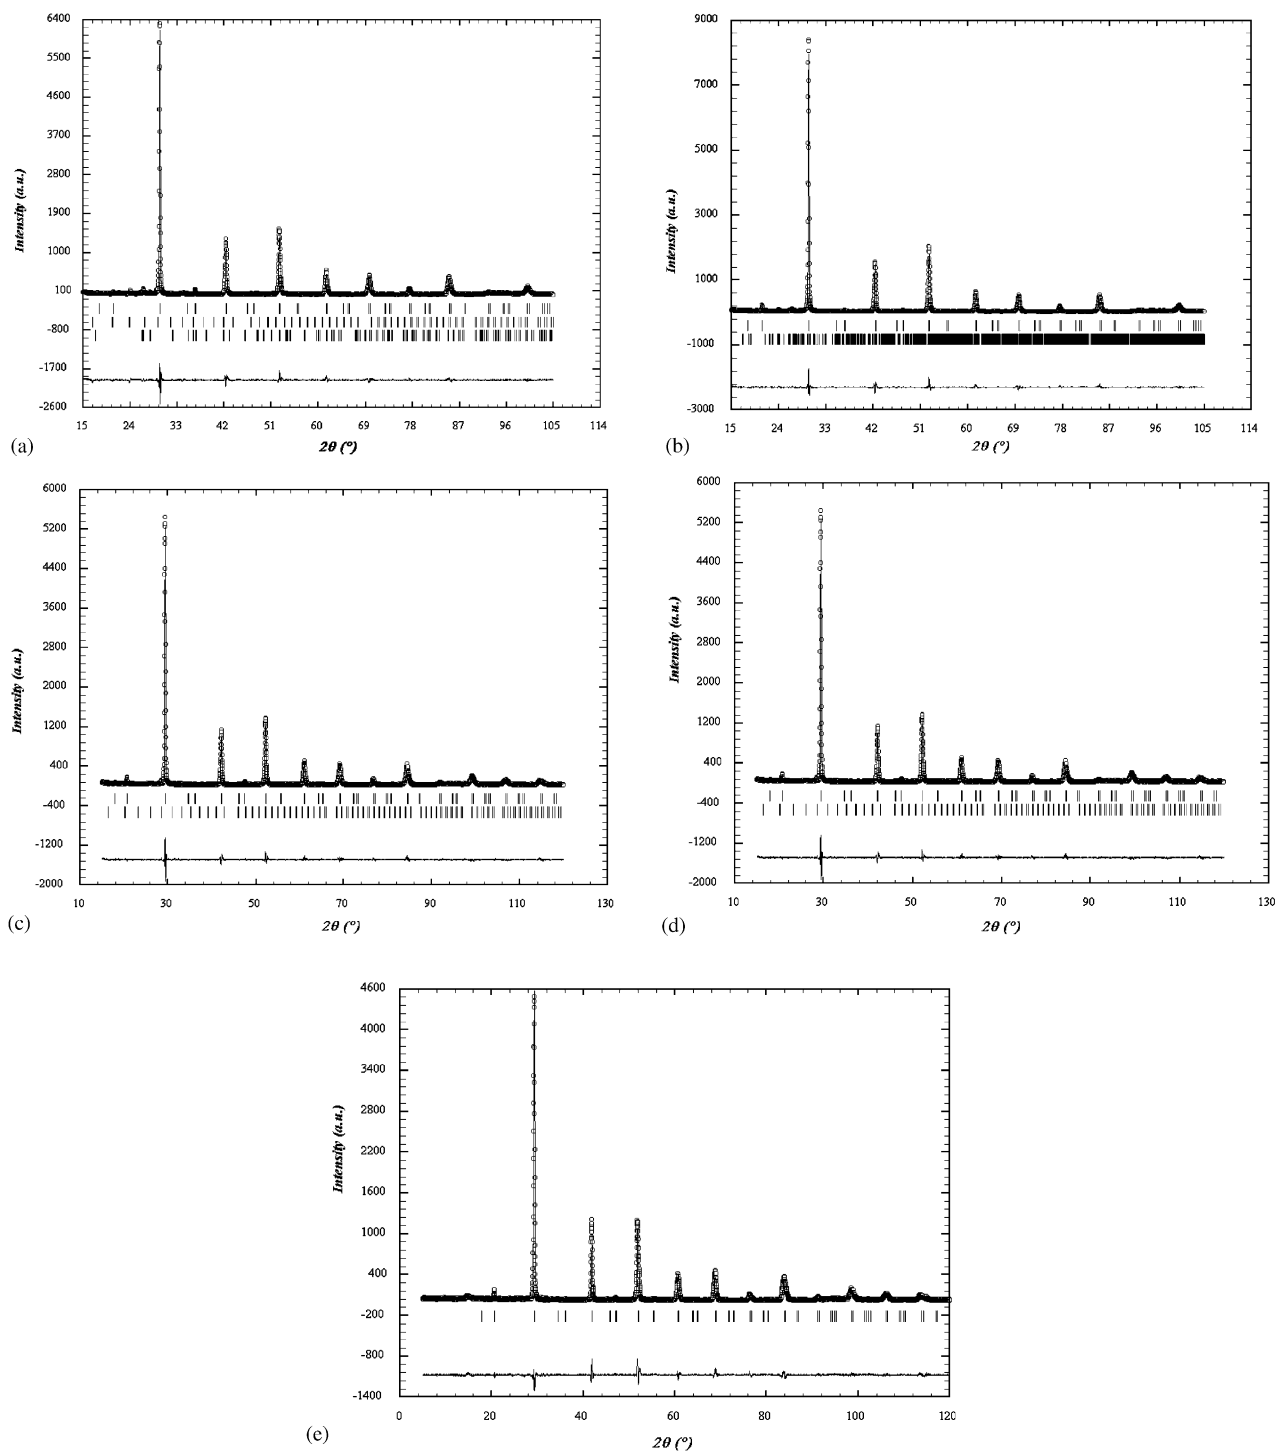 6400
5500
4600
3700
2800
1900
1000
100
-800
-1700
-2600
Intensity (a.u.)
15 24 33 42 51 60 69 78 87 96 105 114
2θ (°)
(a)
9000
7000
5000
3000
1000
-1000
-3000
Intensity (a.u.)
15 24 33 42 51 60 69 78 87 96 105 114
2θ (°)
(b)
6000
5200
4400
3600
2800
2000
1200
400
-400
-1200
-2000
Intensity (a.u.)
10 30 50 70 90 110 130
2θ (°)
(c)
6000
5200
4400
3600
2800
2000
1200
400
-400
-1200
-2000
Intensity (a.u.)
10 30 50 70 90 110 130
2θ (°)
(d)
4600
4000
3400
2800
2200
1600
1000
400
-200
-800
-1400
Intensity (a.u.)
0 20 40 60 80 100 120
2θ (°)
(e)